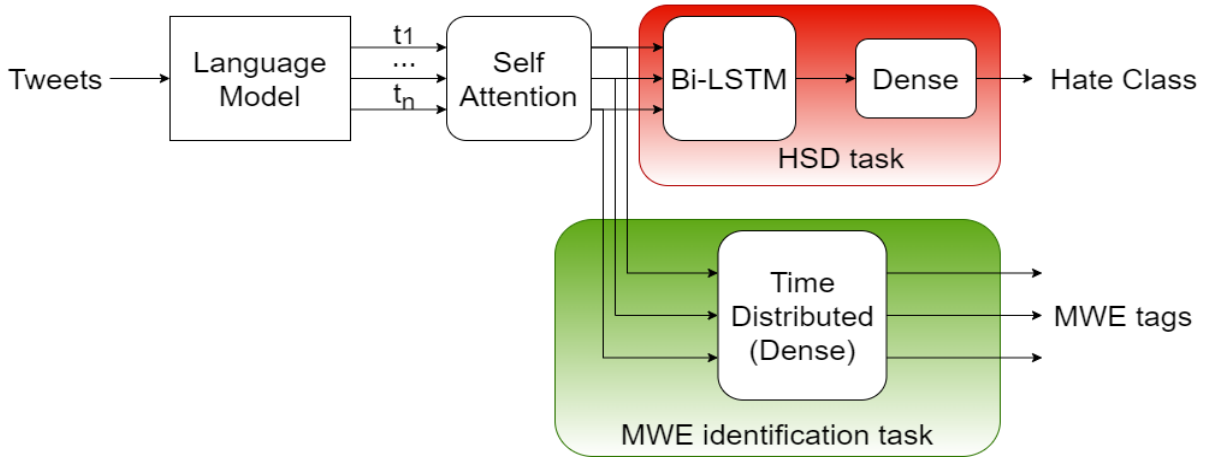 Tweets
Language
Model
t1
...
tn
Self
Attention
Bi-LSTM
Dense
Hate Class
HSD task
Time
Distributed
(Dense)
MWE tags
MWE identification task